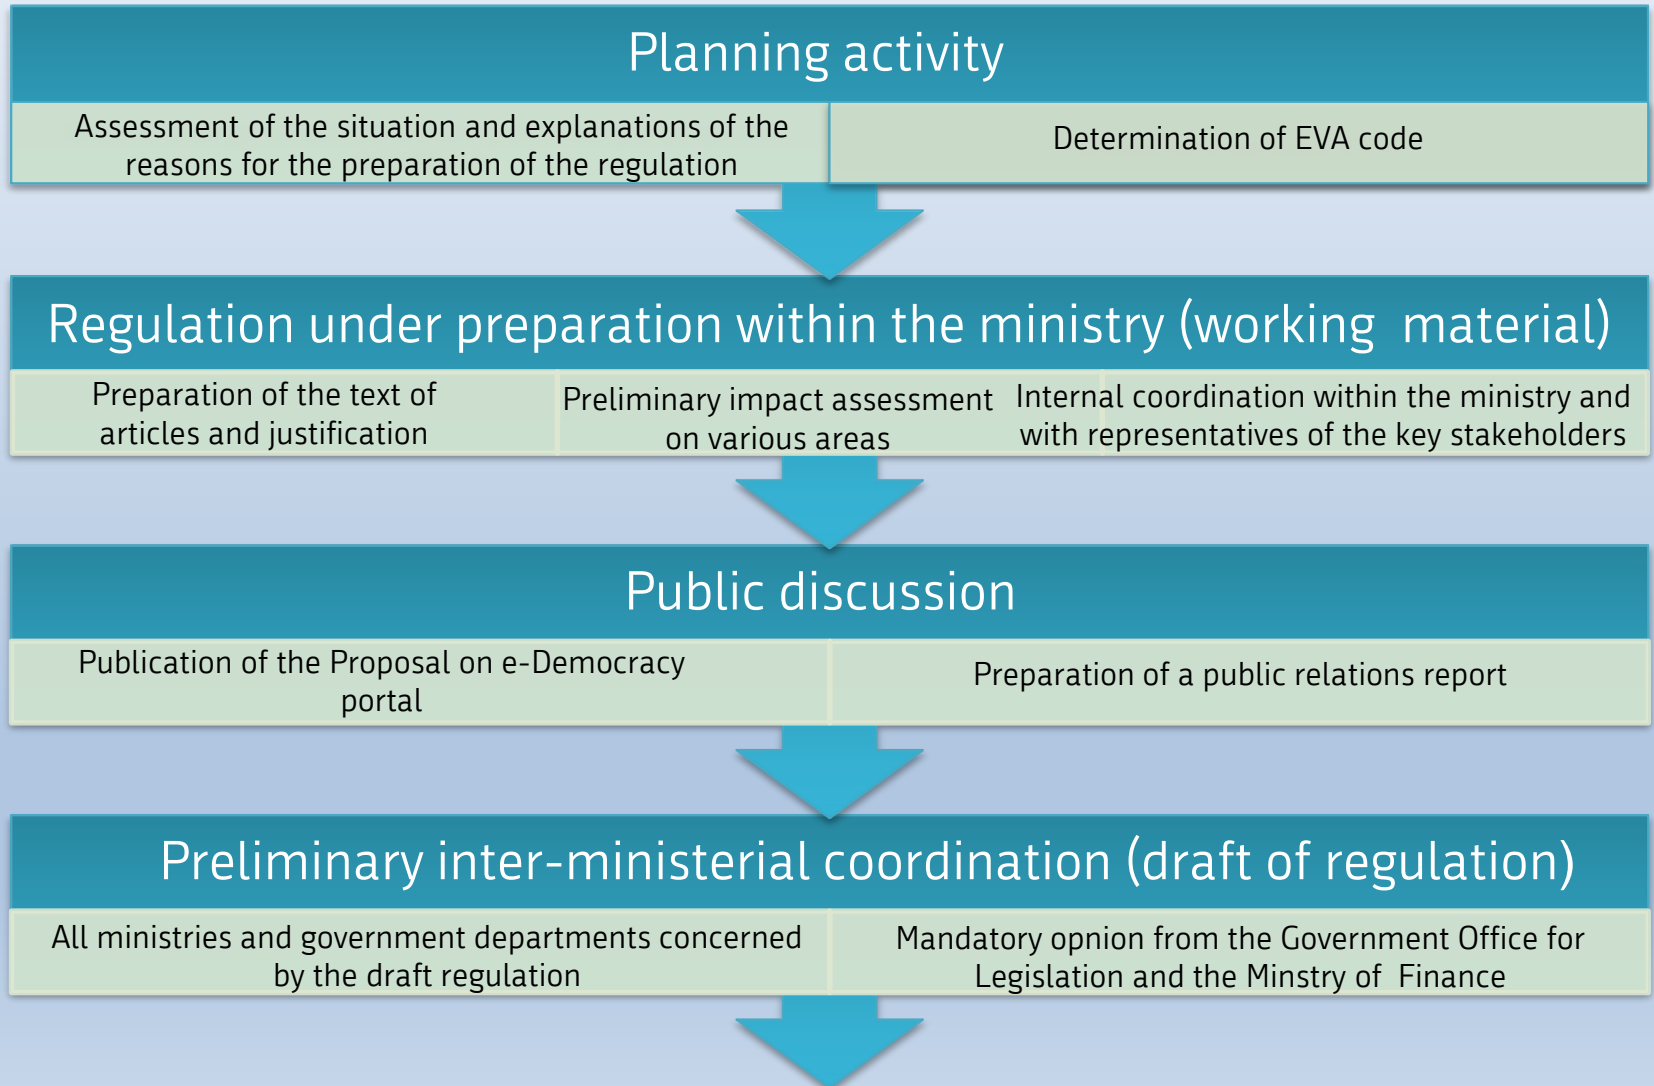 Planning activity
Assessment of the situation and explanations of the
reasons for the preparation of the regulation
Determination of EVA code
Regulation under preparation within the ministry (working  material)
Preparation of the text of
articles and justification
Preliminary impact assessment
on various areas
Internal coordination within the ministry and
with representatives of the key stakeholders
Public discussion
Publication of the Proposal on e-Democracy
portal
Preparation of a public relations report
Preliminary inter-ministerial coordination (draft of regulation)
All ministries and government departments concerned
by the draft regulation
Mandatory opnion from the Government Office for
Legislation and the Minstry of  Finance